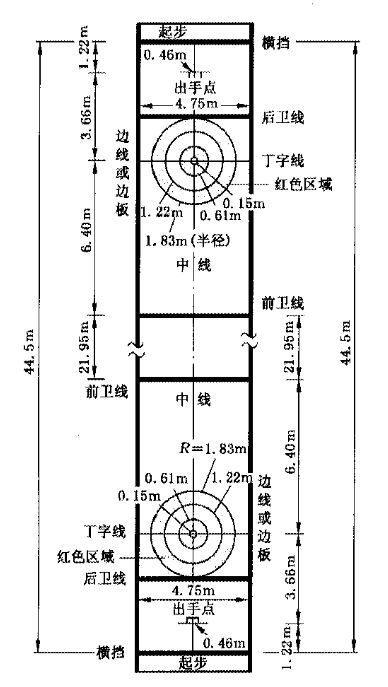 起步
横挡
1.22m
0.46m
出手点
4.75m
3.66m
后卫线
边线或边板
丁字线
红色区域
0.15m
0.61m
1.22m
1.83m(半径)
6.40m
中线
前卫线
44.5m
21.95m
21.95m
44.5m
前卫线
中线
R=1.83m
6.40m
0.61m
1.22m
0.15m
边线或边板
丁字线
红色区域
后卫线
4.75m
3.66m
出手点
0.46m
1.22m
横挡
起步